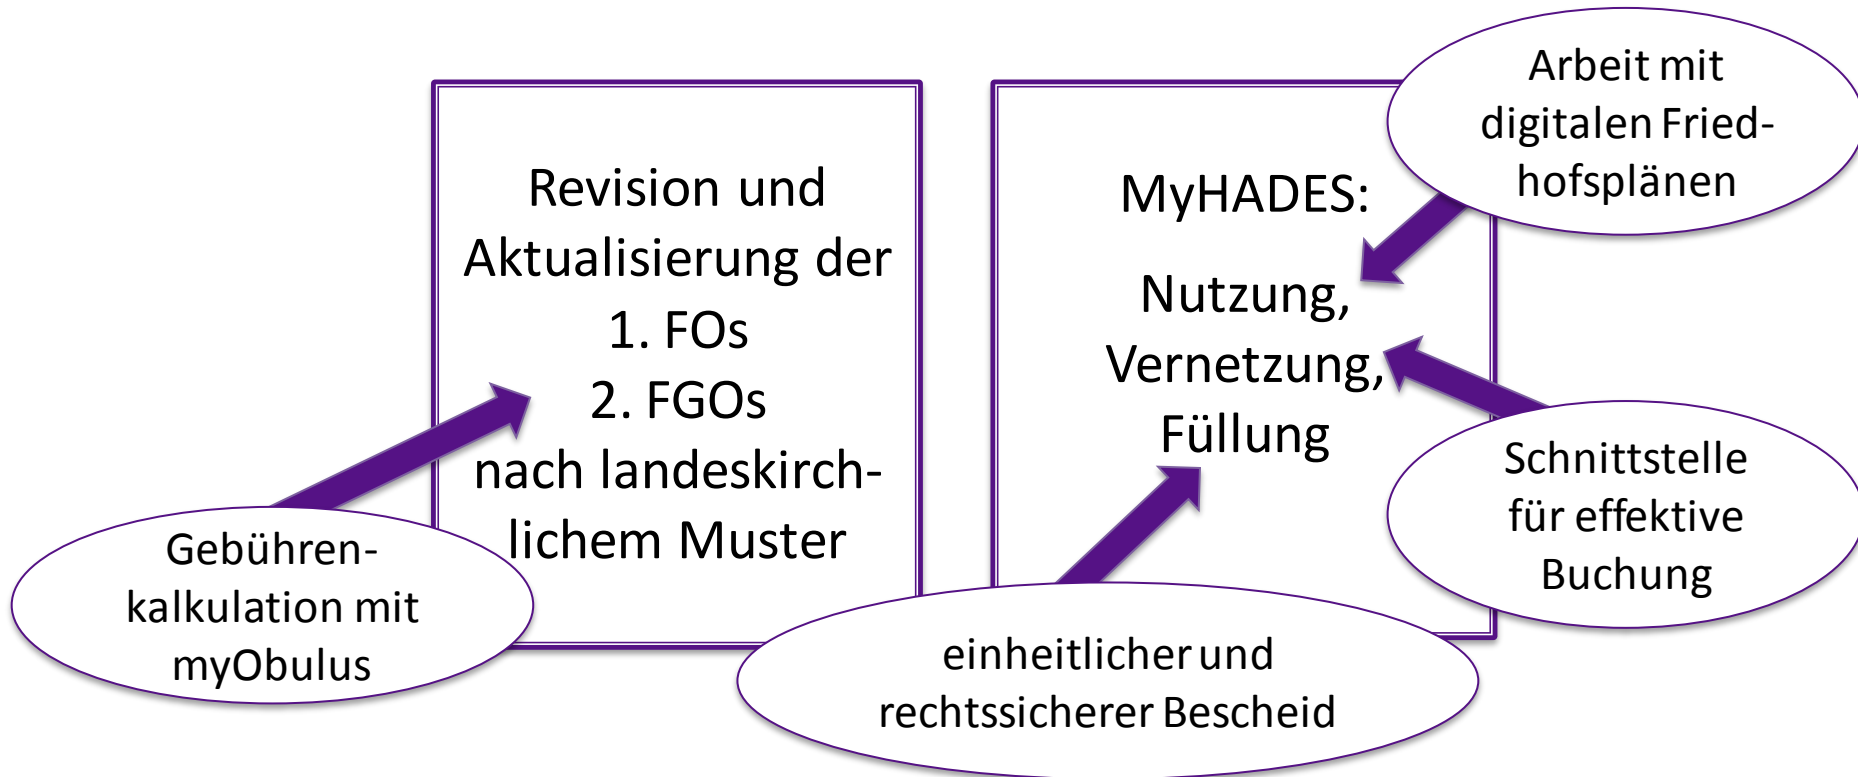 Revision und
Aktualisierung der
1. FOs
2. FGOs
nach landeskirch-
lichem Muster
Gebühren-
kalkulation mit
myObulus
MyHADES:
Nutzung,
Vernetzung,
Füllung
Arbeit mit
digitalen Fried-
hofsplänen
Schnittstelle
für effektive
Buchung
einheitlicher und
rechtssicherer Bescheid